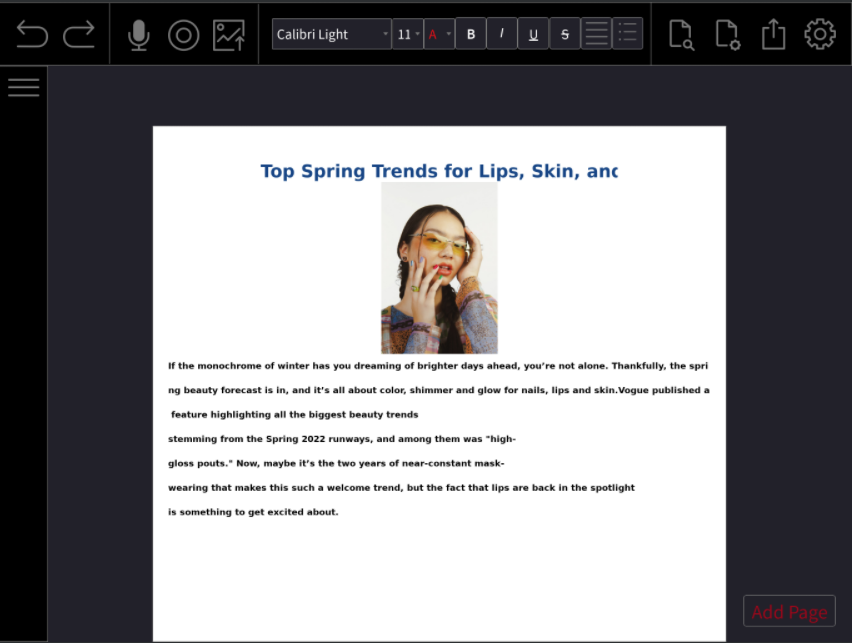 Calibri Light 11 A B I U S
Top Spring Trends for Lips, Skin, and
If the monochrome of winter has you dreaming of brighter days ahead, you’re not alone. Thankfully, the spri
ng beauty forecast is in, and it’s all about color, shimmer and glow for nails, lips and skin.Vogue published a
feature highlighting all the biggest beauty trends
stemming from the Spring 2022 runways, and among them was "high-
gloss pouts." Now, maybe it’s the two years of near-constant mask-
wearing that makes this such a welcome trend, but the fact that lips are back in the spotlight
is something to get excited about.
Add Page